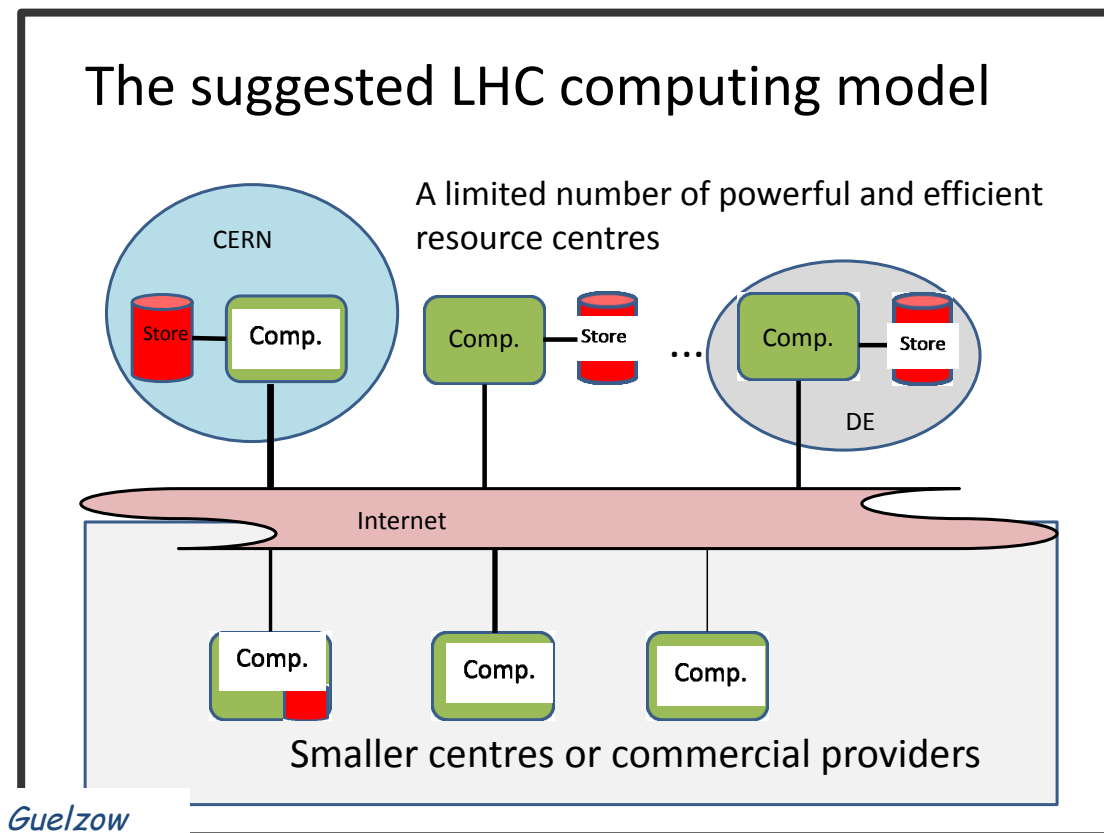 The suggested LHC computing model
A limited number of powerful and efficient
resource centres
CERN
Store
Comp.
Comp.
Store
...
Comp.
Store
DE
Internet
Comp.
Comp.
Comp.
Smaller centres or commercial providers
Guelzow